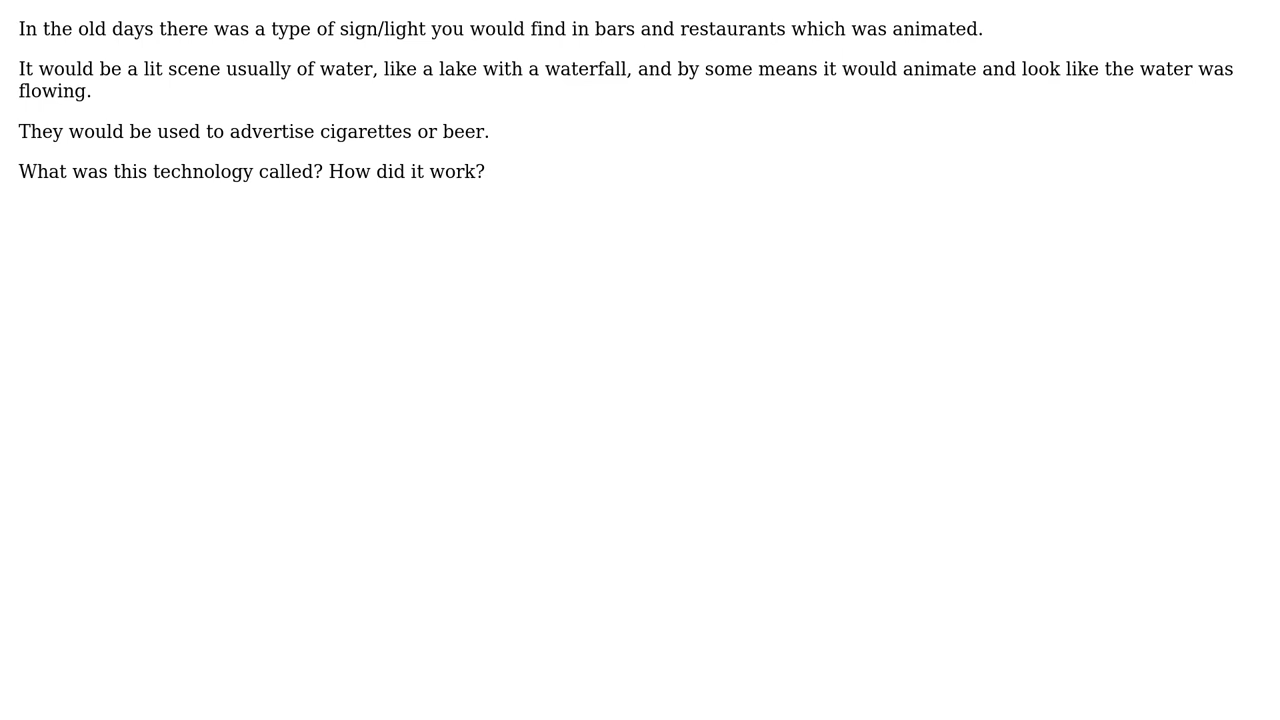 In the old days there was a type of sign/light you would find in bars and restaurants which was animated.
It would be a lit scene usually of water, like a lake with a waterfall, and by some means it would animate and look like the water was
flowing.
They would be used to advertise cigarettes or beer.
What was this technology called? How did it work?